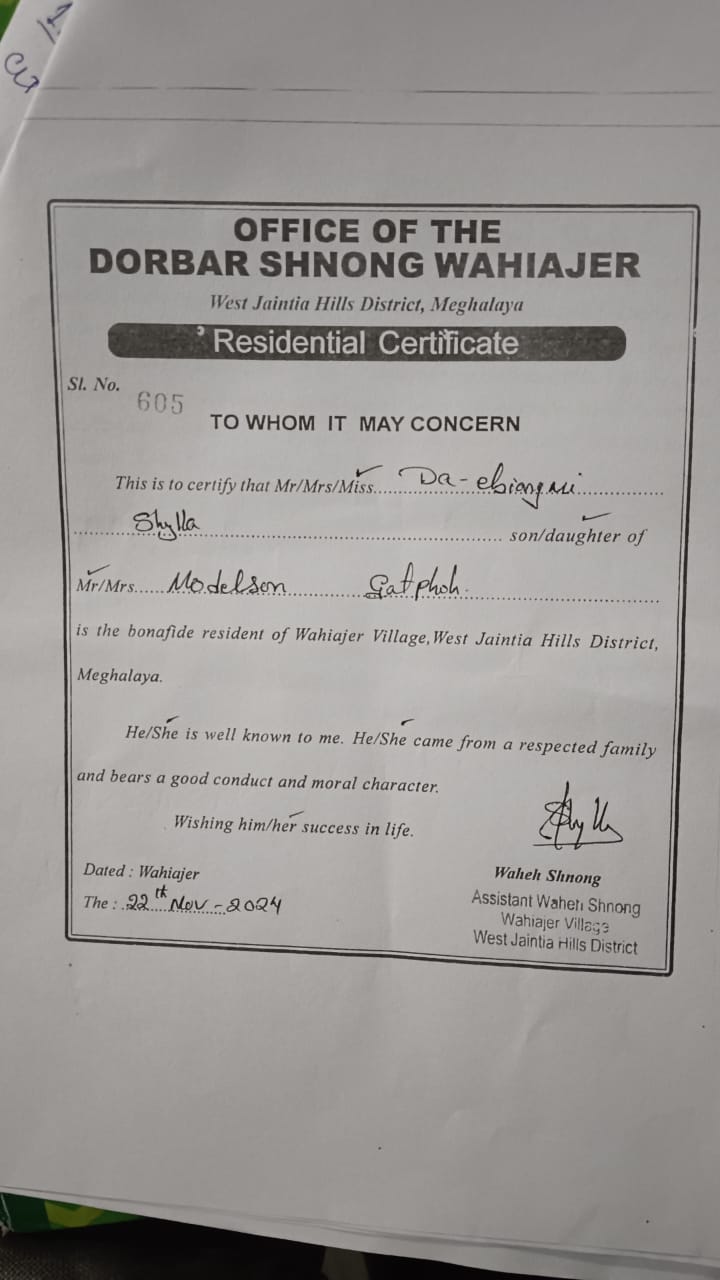 OFFICE OF THE
DORBAR SHNONG WAHIAJER
West Jaintia Hills District, Meghalaya
Residential Certificate
Sl. No. 605
TO WHOM IT MAY CONCERN
This is to certify that Mr/Mrs/Miss....Da-ebiangmi..............
................Shylla........................................................ son/daughter of
Mr/Mrs......Modelson..............Gatphoh...............................
is the bonafide resident of Wahiajer Village,West Jaintia Hills District,
Meghalaya.
He/She is well known to me. He/She came from a respected family
and bears a good conduct and moral character.
Wishing him/her success in life.
Dated : Wahiajer
The : 22th Nov - 2024
Waheh Shnong
Assistant Waheh Shnong
Wahiajer Village
West Jaintia Hills District